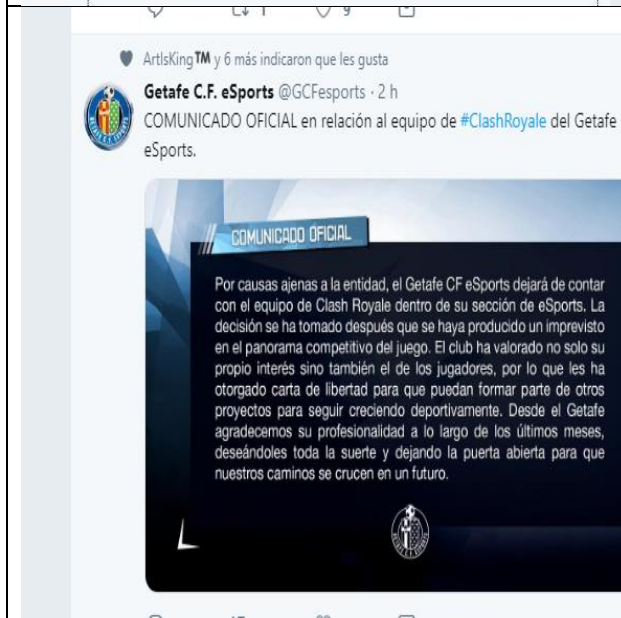 1
9
ArtIsKing™ y 6 más indicaron que les gusta
Getafe C.F. eSports @GCFesports · 2 h
COMUNICADO OFICIAL en relación al equipo de #ClashRoyale del Getafe
eSports.
COMUNICADO OFICIAL
Por causas ajenas a la entidad, el Getafe CF eSports dejará de contar
con el equipo de Clash Royale dentro de su sección de eSports. La
decisión se ha tomado después que se haya producido un imprevisto
en el panorama competitivo del juego. El club ha valorado no solo su
propio interés sino también el de los jugadores, por lo que les ha
otorgado carta de libertad para que puedan formar parte de otros
proyectos para seguir creciendo deportivamente. Desde el Getafe
agradecemos su profesionalidad a lo largo de los últimos meses,
deseándoles toda la suerte y dejando la puerta abierta para que
nuestros caminos se crucen en un futuro.